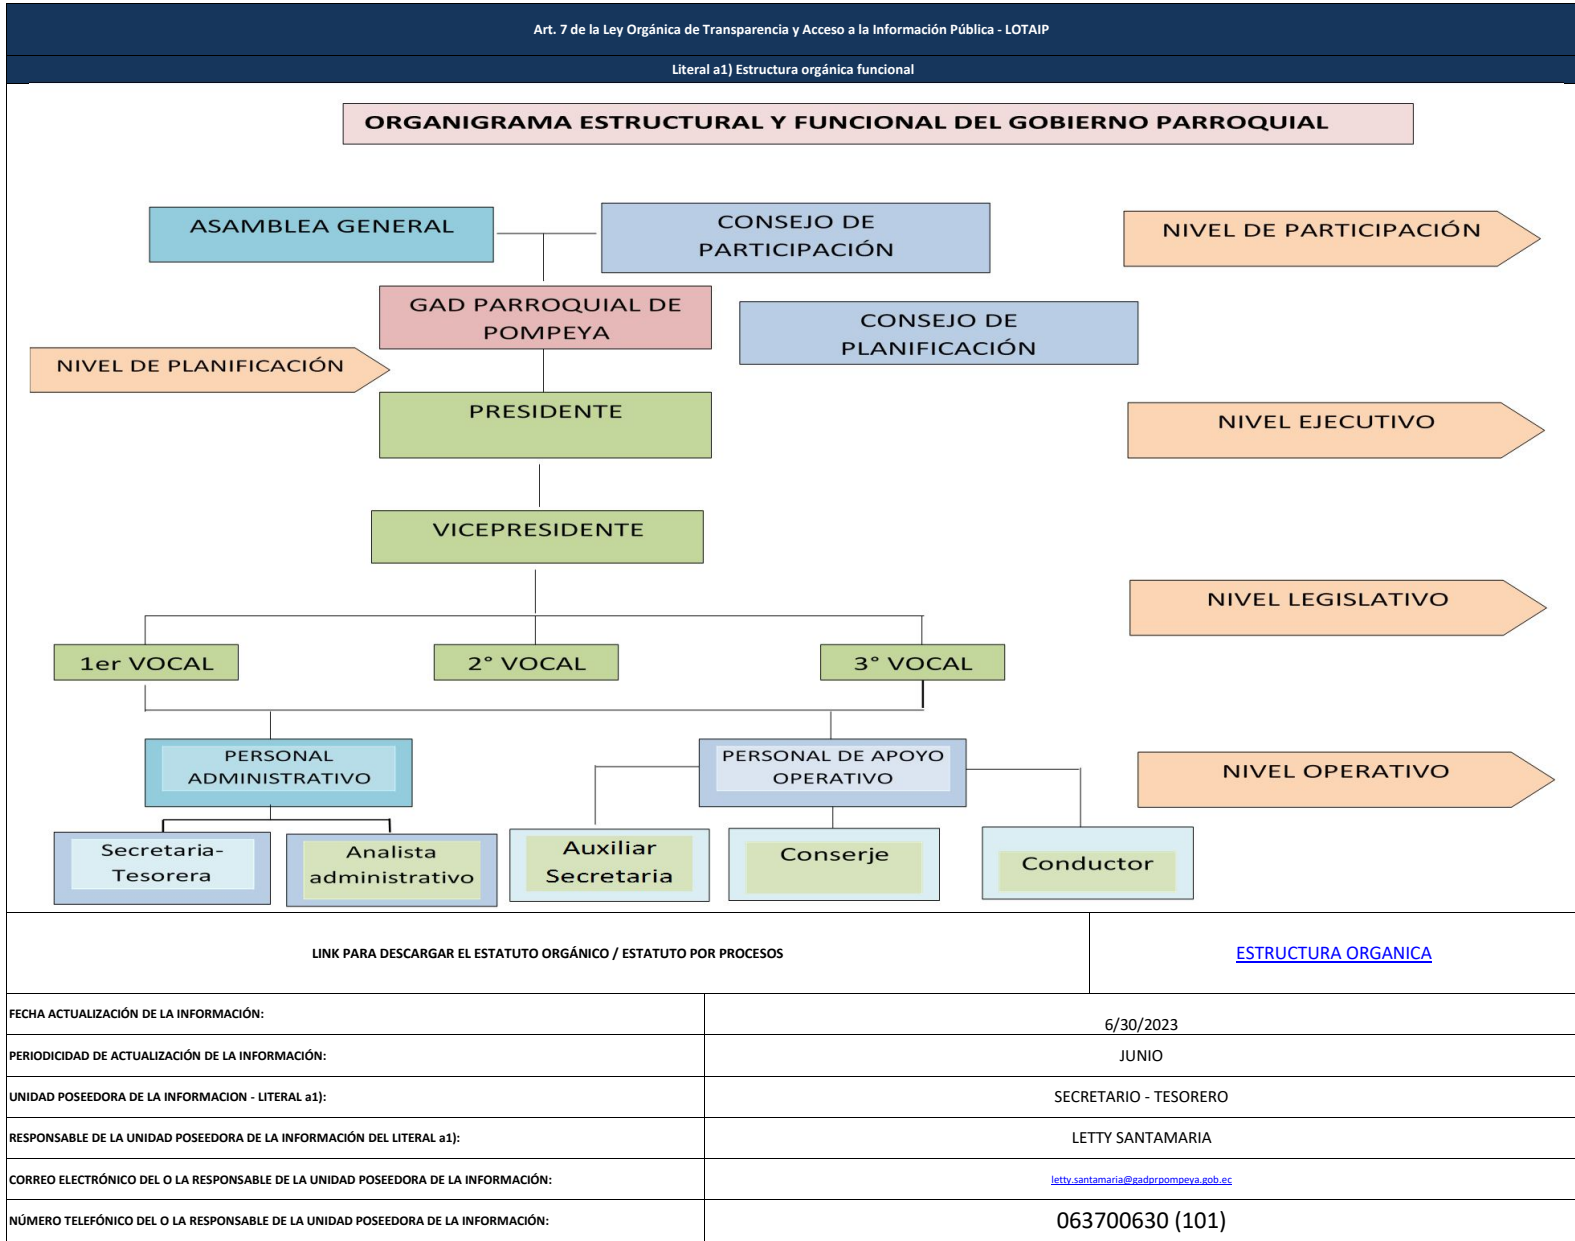 Art. 7 de la Ley Orgánica de Transparencia y Acceso a la Información Pública - LOTAIP
Literal a1) Estructura orgánica funcional
ORGANIGRAMA ESTRUCTURAL Y FUNCIONAL DEL GOBIERNO PARROQUIAL
ASAMBLEA GENERAL
CONSEJO DE
PARTICIPACIÓN
NIVEL DE PARTICIPACIÓN
GAD PARROQUIAL DE
POMPEYA
CONSEJO DE
PLANIFICACIÓN
NIVEL DE PLANIFICACIÓN
PRESIDENTE
NIVEL EJECUTIVO
VICEPRESIDENTE
NIVEL LEGISLATIVO
1er VOCAL
2° VOCAL
3° VOCAL
PERSONAL
ADMINISTRATIVO
PERSONAL DE APOYO
OPERATIVO
NIVEL OPERATIVO
Secretaria-
Tesorera
Analista
administrativo
Auxiliar
Secretaria
Conserje
Conductor
LINK PARA DESCARGAR EL ESTATUTO ORGÁNICO / ESTATUTO POR PROCESOS
ESTRUCTURA ORGANICA
FECHA ACTUALIZACIÓN DE LA INFORMACIÓN:
6/30/2023
PERIODICIDAD DE ACTUALIZACIÓN DE LA INFORMACIÓN:
JUNIO
UNIDAD POSEEDORA DE LA INFORMACION - LITERAL a1):
SECRETARIO - TESORERO
RESPONSABLE DE LA UNIDAD POSEEDORA DE LA INFORMACIÓN DEL LITERAL a1):
LETTY SANTAMARIA
CORREO ELECTRÓNICO DEL O LA RESPONSABLE DE LA UNIDAD POSEEDORA DE LA INFORMACIÓN:
letty.santamaria@gadprpompeya.gob.ec
NÚMERO TELEFÓNICO DEL O LA RESPONSABLE DE LA UNIDAD POSEEDORA DE LA INFORMACIÓN:
063700630 (101)